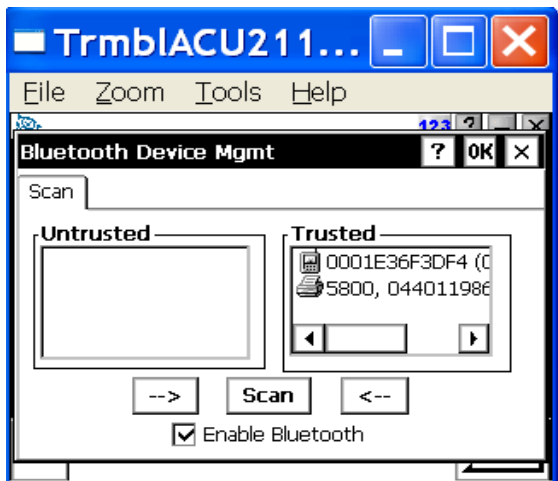 TrmblACU211...
File Zoom Tools Help
123 ?
Bluetooth Device Mgmt ? OK
Scan
Untrusted Trusted
0001E36F3DF4 (0
5800, 044011986
--> Scan <--
Enable Bluetooth